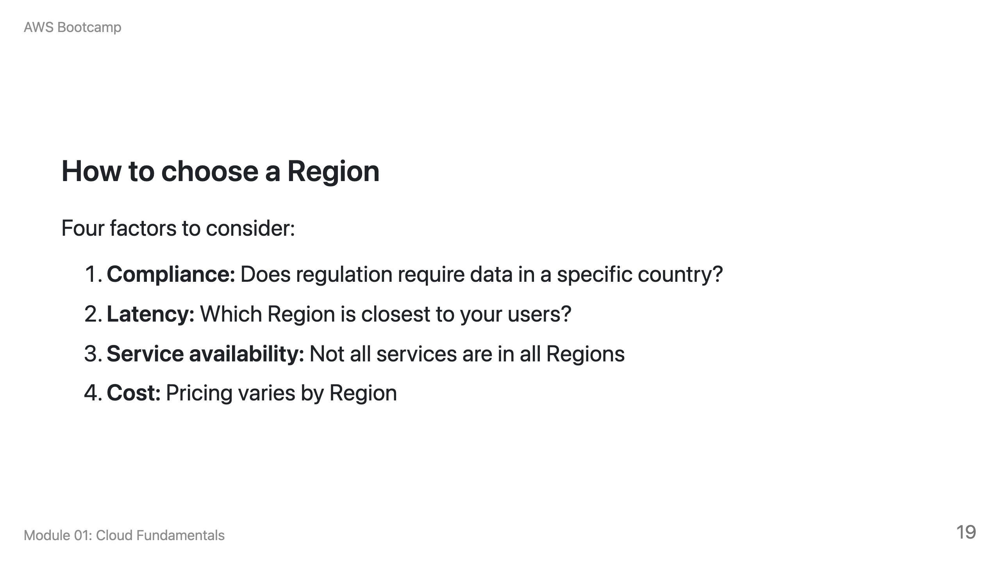 AWS Bootcamp
How to choose a Region
Four factors to consider:
1. Compliance: Does regulation require data in a specific country?
2. Latency: Which Region is closest to your users?
3. Service availability: Not all services are in all Regions
4. Cost: Pricing varies by Region
Module 01: Cloud Fundamentals
19